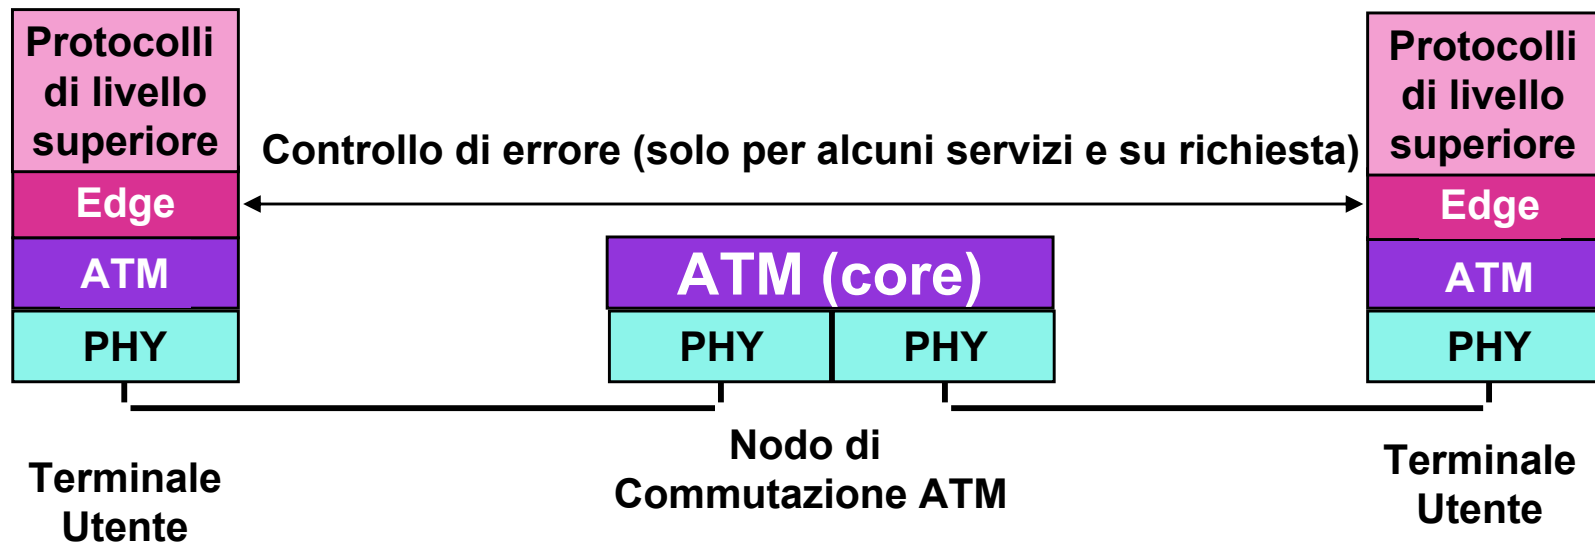 Protocolli
di livello
superiore
Edge
ATM
PHY
Terminale
Utente
Controllo di errore (solo per alcuni servizi e su richiesta)
ATM (core)
PHY
PHY
Nodo di
Commutazione ATM
Protocolli
di livello
superiore
Edge
ATM
PHY
Terminale
Utente